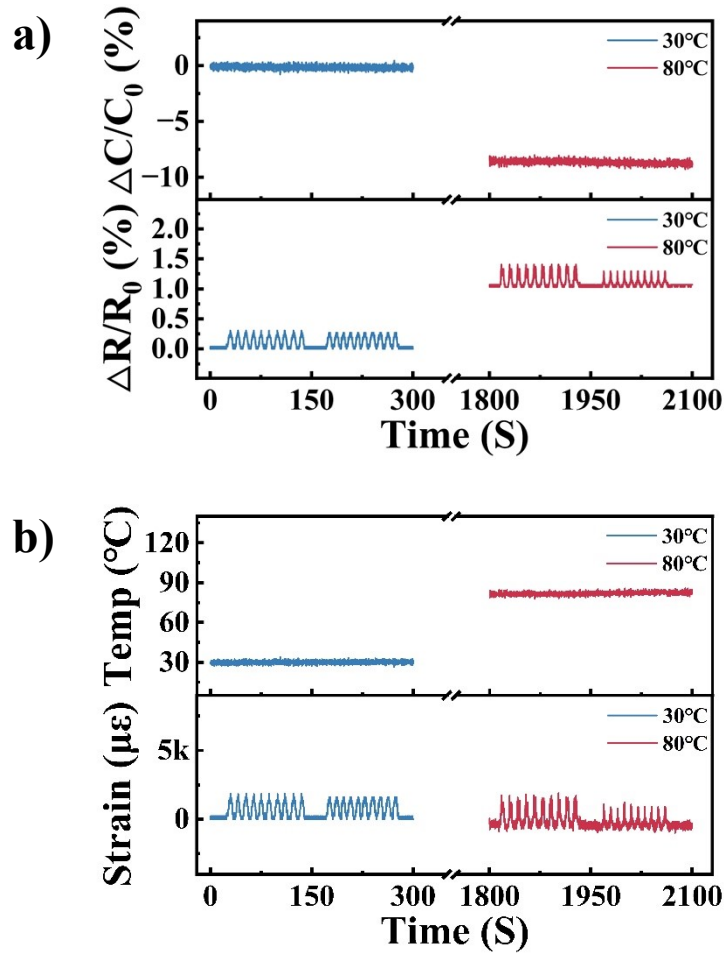 a)
△C/C₀ (%)
0
−5
−10
30°C
80°C
△R/R₀ (%)
2.0
1.5
1.0
0.5
0.0
30°C
80°C
0 150 300 1800 1950 2100
Time (S)
b)
Temp (°C)
120
90
60
30
30°C
80°C
Strain (με)
5k
0
30°C
80°C
0 150 300 1800 1950 2100
Time (S)